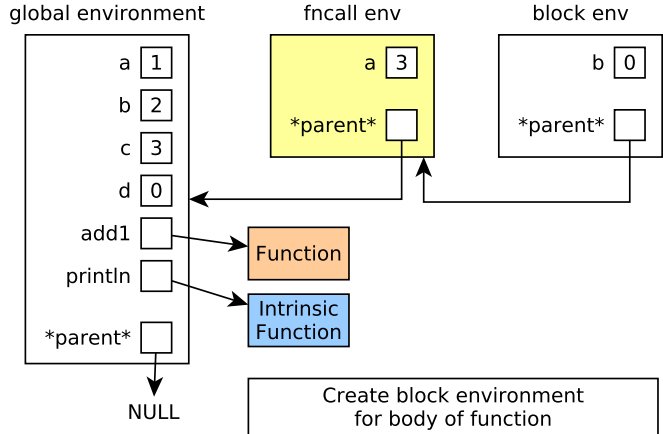 global environment
fncall env
block env
a 1
b 2
c 3
d 0
add1
println
*parent*
NULL
a 3
*parent*
b 0
*parent*
Function
Intrinsic
Function
Create block environment
for body of function